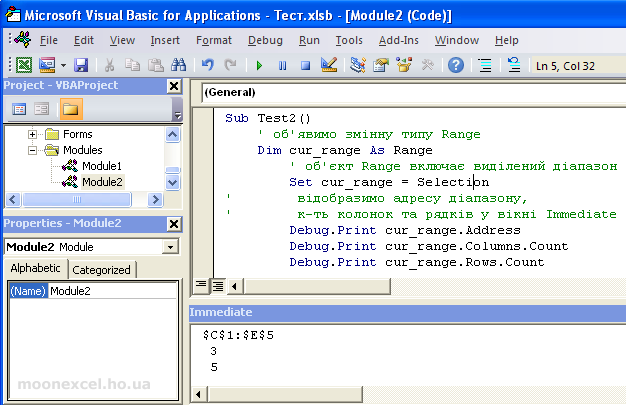 Microsoft Visual Basic for Applications - Тест.xlsb - [Module2 (Code)]
File Edit View Insert Format Debug Run Tools Add-Ins Window Help
Ln 5, Col 32
Project - VBAProject
Forms
Modules
Module1
Module2
Properties - Module2
Module2 Module
Alphabetic Categorized
(Name) Module2
moonexcel.ho.ua
(General)
Sub Test2()
' об'явимо змінну типу Range
Dim cur_range As Range
' об'єкт Range включає виділений діапазон
Set cur_range = Selection
' відобразимо адресу діапазону,
' к-ть колонок та рядків у вікні Immediate
Debug.Print cur_range.Address
Debug.Print cur_range.Columns.Count
Debug.Print cur_range.Rows.Count
Immediate
$C$1:$E$5
3
5